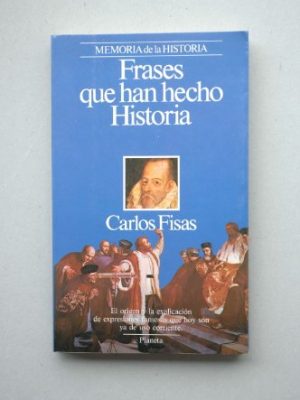 MEMORIA de la HISTORIA
Frases
que han hecho
Historia
Carlos Fisas
El origen y la explicación
de expresiones famosas que hoy son
ya de uso corriente.
Planeta